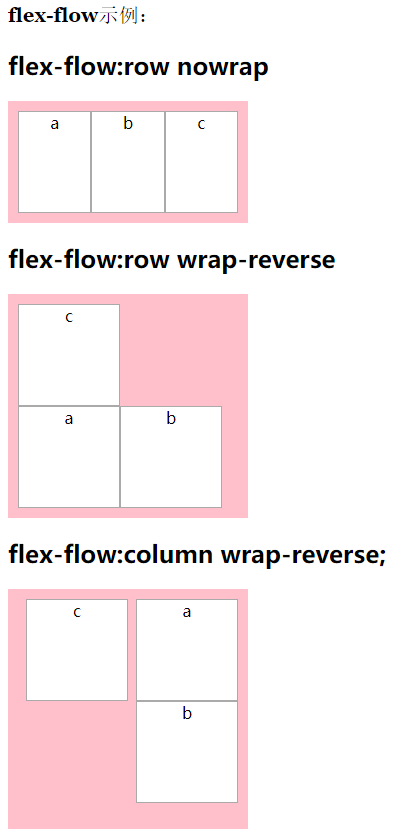 flex-flow示例：
flex-flow:row nowrap
a b c
flex-flow:row wrap-reverse
c
a b
flex-flow:column wrap-reverse;
c a
b